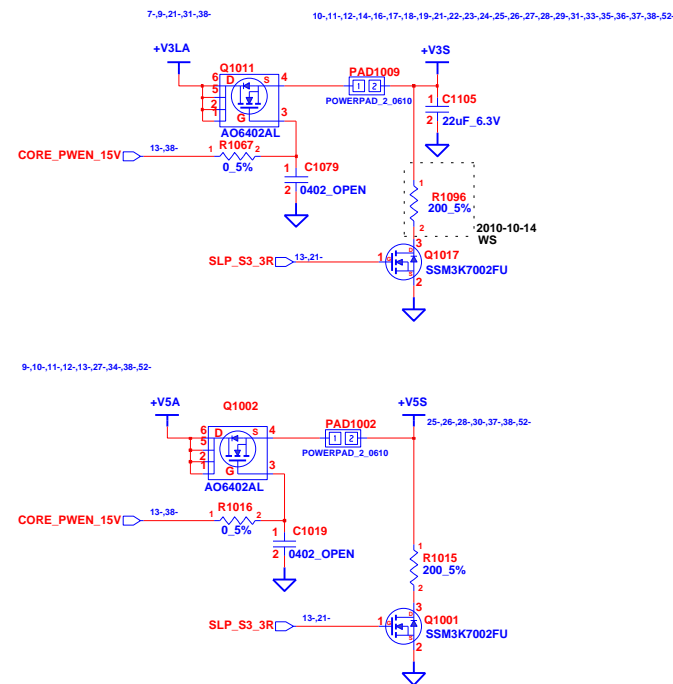 7-,9-,21-,31-,38-
10-,11-,12-,14-,16-,17-,18-,19-,21-,22-,23-,24-,25-,26-,27-,28-,29-,31-,33-,35-,36-,37-,38-,52-
+V3LA
+V3S
Q1011
PAD1009
6 D S 4
5
2
1
G 3
1 2
POWERPAD_2_0610
1 C1105
2 22uF_6.3V
AO6402AL
CORE_PWEN_15V 13-,38- 1 R1067 2
0_5%
1 C1079
2 0402_OPEN
1
R1096
200_5%
2
2010-10-14
WS
3
SLP_S3_3R 13-,21- 1 G D S Q1017
SSM3K7002FU
2
9-,10-,11-,12-,13-,27-,34-,38-,52-
+V5A
Q1002
+V5S
25-,26-,28-,30-,37-,38-,52-
PAD1002
6 D S 4
5
2
1
G 3
1 2
POWERPAD_2_0610
AO6402AL
CORE_PWEN_15V 13-,38- 1 R1016 2
0_5%
1 C1019
2 0402_OPEN
1
R1015
200_5%
2
3
SLP_S3_3R 13-,21- 1 G D S Q1001
SSM3K7002FU
2